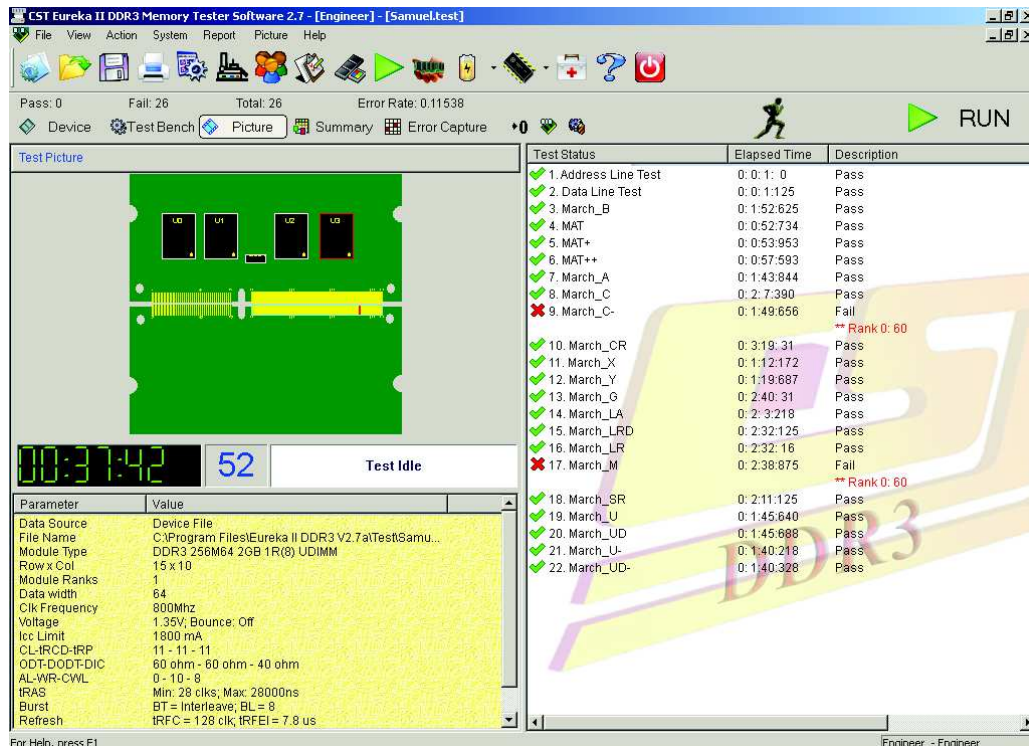 CST Eureka II DDR3 Memory Tester Software 2.7 - [Engineer] - [Samuel.test]
File View Action System Report Picture Help
Pass: 0 Fail: 26 Total: 26 Error Rate: 0.11538
Device TestBench Picture Summary Error Capture +0 RUN
Test Picture
U0 U1 U2 U3
00:37:42 52 Test Idle
Parameter Value
Data Source Device File
File Name C:\Program Files\Eureka II DDR3 V2.7a\Test\Samu...
Module Type DDR3 256M64 2GB 1R(8) UDIMM
Row x Col 15 x 10
Module Ranks 1
Data width 64
Clk Frequency 800Mhz
Voltage 1.35V; Bounce: Off
Icc Limit 1800 mA
CL-tRCD-tRP 11 - 11 - 11
ODT-DODT-DIC 60 ohm - 60 ohm - 40 ohm
AL-WR-CWL 0 - 10 - 8
tRAS Min: 28 clks; Max: 28000ns
Burst BT = Interleave; BL = 8
Refresh tRFC = 128 clk; tRFEI = 7.8 us
Test Status Elapsed Time Description
1. Address Line Test 0: 0: 1: 0 Pass
2. Data Line Test 0: 0: 1:125 Pass
3. March_B 0: 1:52:625 Pass
4. MAT 0: 0:52:734 Pass
5. MAT+ 0: 0:53:953 Pass
6. MAT++ 0: 0:57:593 Pass
7. March_A 0: 1:43:844 Pass
8. March_C 0: 2: 7:390 Pass
9. March_C- 0: 1:49:656 Fail
** Rank 0: 60
10. March_CR 0: 3:19: 31 Pass
11. March_X 0: 1:12:172 Pass
12. March_Y 0: 1:19:687 Pass
13. March_G 0: 2:40: 31 Pass
14. March_LA 0: 2: 3:218 Pass
15. March_LRD 0: 2:32:125 Pass
16. March_LR 0: 2:32: 16 Pass
17. March_M 0: 2:38:875 Fail
** Rank 0: 60
18. March_SR 0: 2:11:125 Pass
19. March_U 0: 1:45:640 Pass
20. March_UD 0: 1:45:688 Pass
21. March_U- 0: 1:40:218 Pass
22. March_UD- 0: 1:40:328 Pass
CST
DDR3
For Help, press F1
Engineer - Engineer